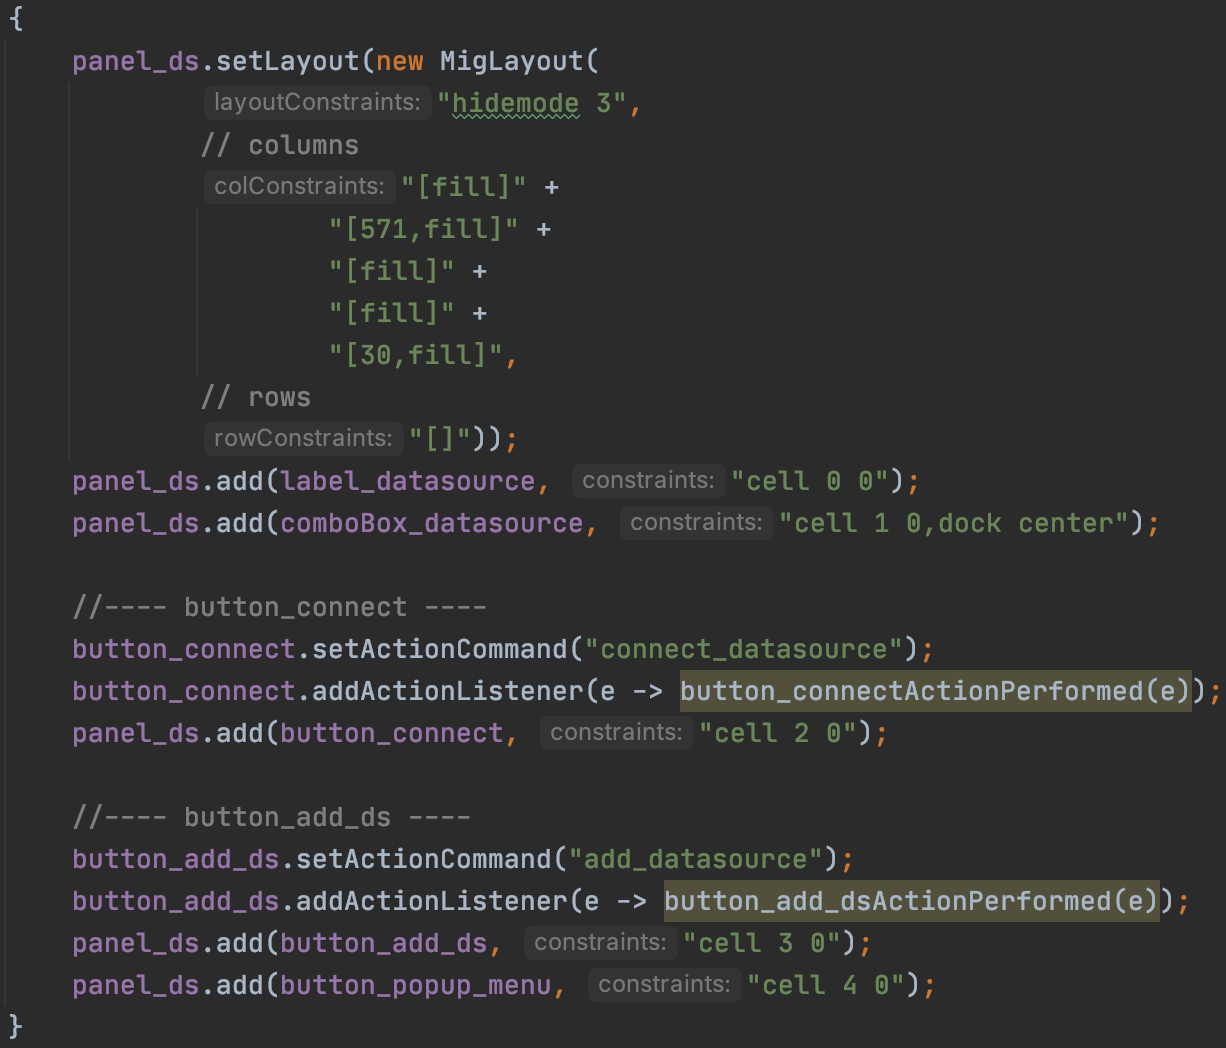 {
panel_ds.setLayout(new MigLayout(
layoutConstraints: "hidemode 3",
// columns
colConstraints: "[fill]" +
"[571,fill]" +
"[fill]" +
"[fill]" +
"[30,fill]",
// rows
rowConstraints: "[]"));
panel_ds.add(label_datasource, constraints: "cell 0 0");
panel_ds.add(comboBox_datasource, constraints: "cell 1 0,dock center");
//---- button_connect ----
button_connect.setActionCommand("connect_datasource");
button_connect.addActionListener(e -> button_connectActionPerformed(e));
panel_ds.add(button_connect, constraints: "cell 2 0");
//---- button_add_ds ----
button_add_ds.setActionCommand("add_datasource");
button_add_ds.addActionListener(e -> button_add_dsActionPerformed(e));
panel_ds.add(button_add_ds, constraints: "cell 3 0");
panel_ds.add(button_popup_menu, constraints: "cell 4 0");
}